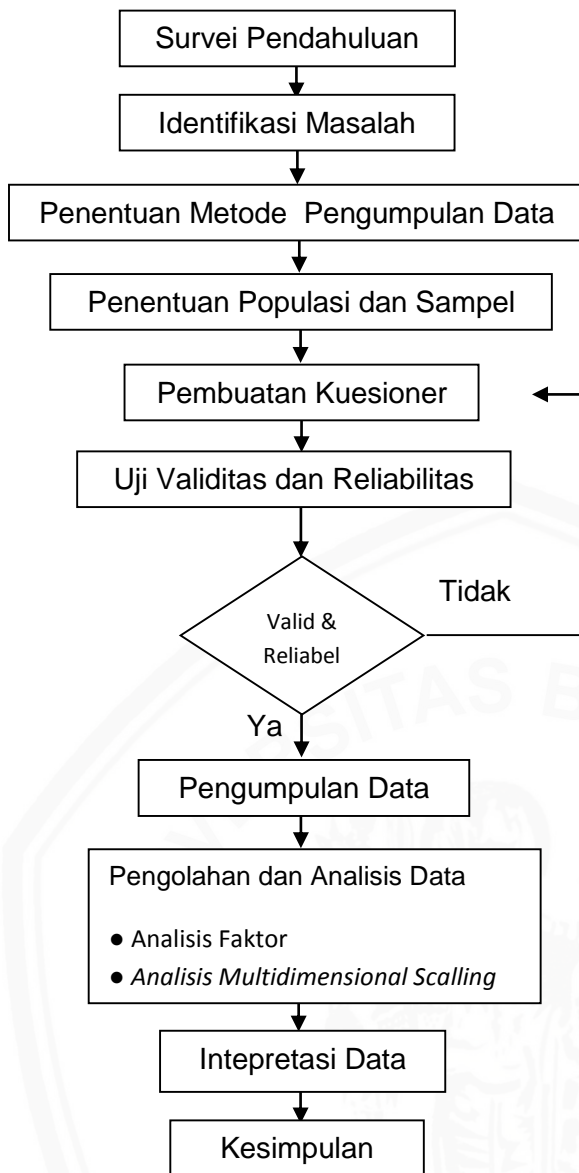 Survei Pendahuluan
Identifikasi Masalah
Penentuan Metode Pengumpulan Data
Penentuan Populasi dan Sampel
Pembuatan Kuesioner
Uji Validitas dan Reliabilitas
Tidak
Valid &
Reliabel
Ya
Pengumpulan Data
Pengolahan dan Analisis Data
● Analisis Faktor
● Analisis Multidimensional Scalling
Intepretasi Data
Kesimpulan